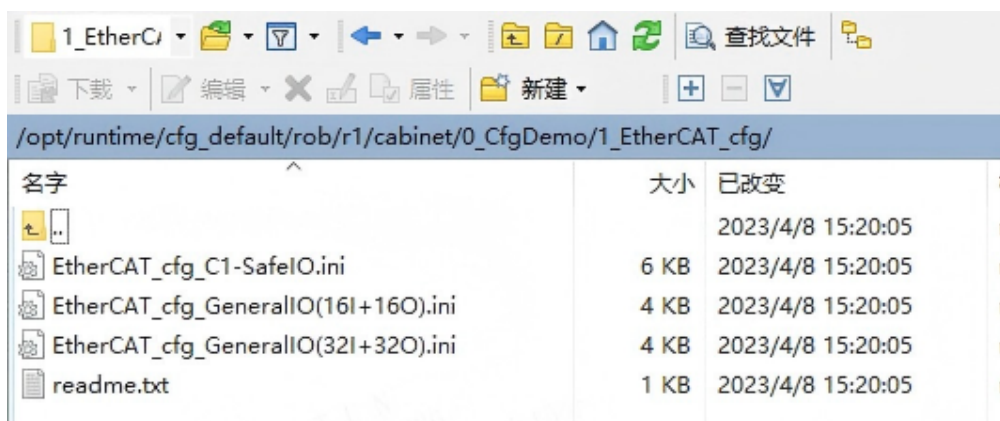 1_EtherC/ 查找文件
下载 编辑 属性 新建
/opt/runtime/cfg_default/rob/r1/cabinet/0_CfgDemo/1_EtherCAT_cfg/
名字 大小 已改变
.. 2023/4/8 15:20:05
EtherCAT_cfg_C1-SafeIO.ini 6 KB 2023/4/8 15:20:05
EtherCAT_cfg_GeneralIO(16I+16O).ini 4 KB 2023/4/8 15:20:05
EtherCAT_cfg_GeneralIO(32I+32O).ini 4 KB 2023/4/8 15:20:05
readme.txt 1 KB 2023/4/8 15:20:05